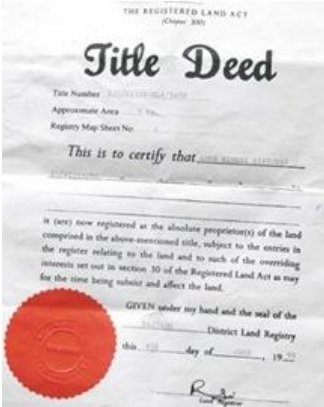 THE REGISTERED LAND ACT
(Chapter 300)
Title Deed
Title Number
Approximate Area
Registry Map Sheet No.
This is to certify that
is (are) now registered as the absolute proprietor(s) of the land
comprised in the above-mentioned title, subject to the entries in
the register relating to the land and to such of the overriding
interests set out in section 30 of the Registered Land Act as may
for the time being subsist and affect the land.
GIVEN under my hand and the seal of the
District Land Registry
this day of , 19
Land Registrar